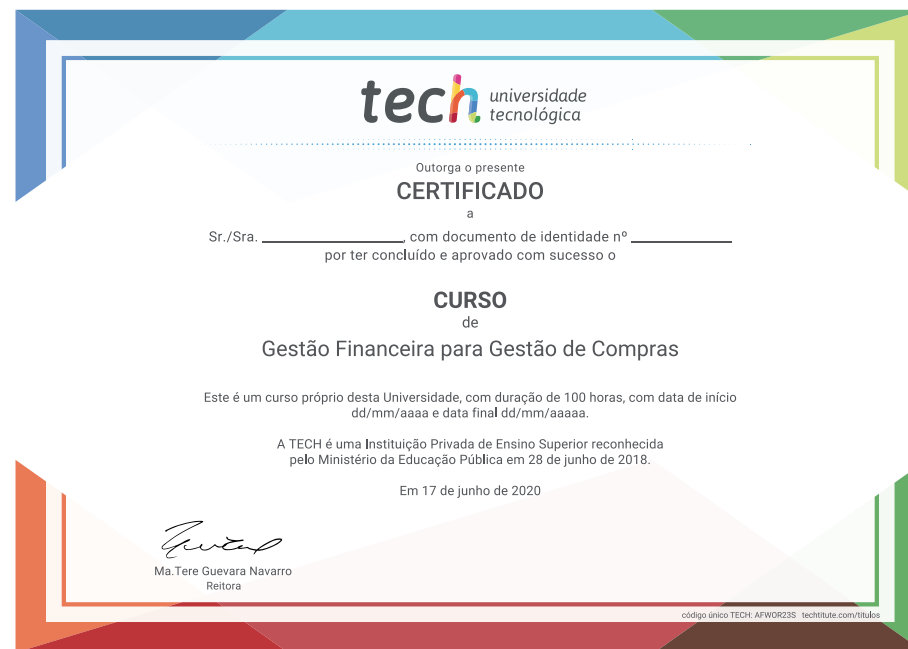 tech universidade
tecnológica
Outorga o presente
CERTIFICADO
a
Sr./Sra. ____________________, com documento de identidade nº ______________
por ter concluído e aprovado com sucesso o
CURSO
de
Gestão Financeira para Gestão de Compras
Este é um curso próprio desta Universidade, com duração de 100 horas, com data de início
dd/mm/aaaa e data final dd/mm/aaaaa.
A TECH é uma Instituição Privada de Ensino Superior reconhecida
pelo Ministério da Educação Pública em 28 de junho de 2018.
Em 17 de junho de 2020
Ma.Tere Guevara Navarro
Reitora
código único TECH: AFWOR23S techtitute.com/titulos